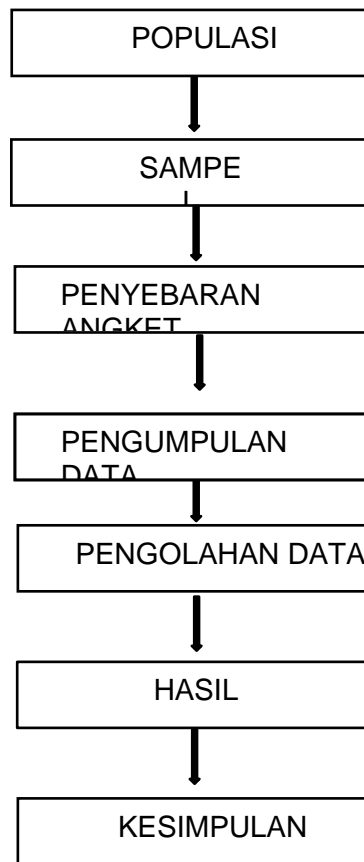 POPULASI
SAMPE
L
PENYEBARAN
ANGKET
PENGUMPULAN
DATA
PENGOLAHAN DATA
HASIL
KESIMPULAN